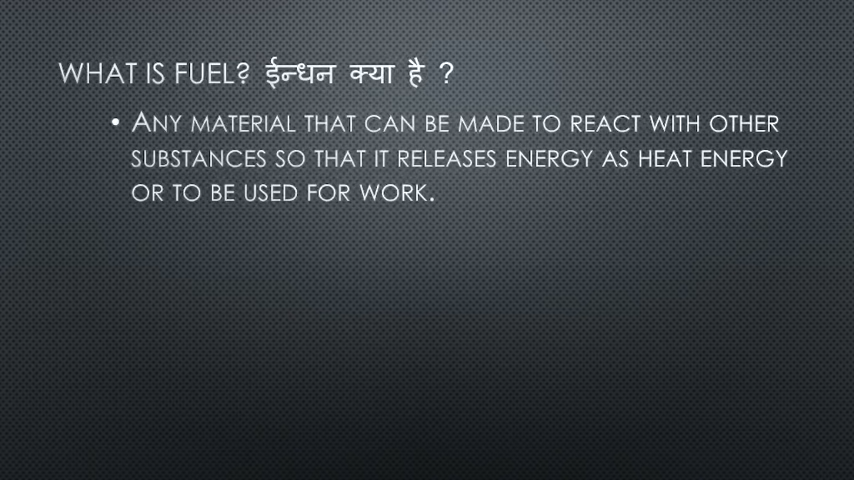 WHAT IS FUEL? ईन्धन क्या है ?
• ANY MATERIAL THAT CAN BE MADE TO REACT WITH OTHER
SUBSTANCES SO THAT IT RELEASES ENERGY AS HEAT ENERGY
OR TO BE USED FOR WORK.